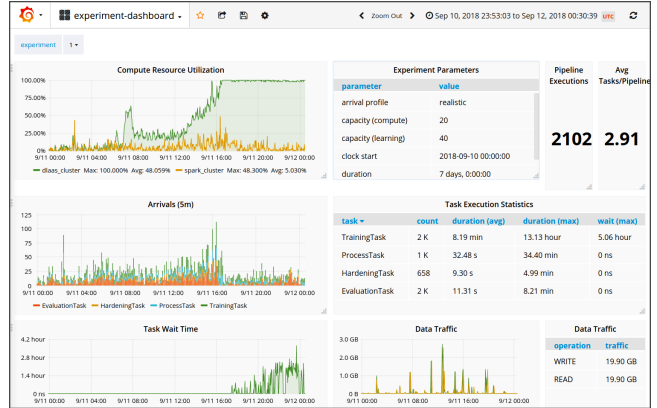 experiment-dashboard
Zoom Out
Sep 10, 2018 23:53:03 to Sep 12, 2018 00:30:39
UTC
experiment
1
Compute Resource Utilization
100.00%
75.00%
50.00%
25.00%
0%
9/11 00:00 9/11 04:00 9/11 08:00 9/11 12:00 9/11 16:00 9/11 20:00 9/12 00:00
dlaas_cluster Max: 100.000% Avg: 48.059% spark_cluster Max: 48.300% Avg: 5.030%
Experiment Parameters
parameter value
arrival profile realistic
capacity (compute) 20
capacity (learning) 40
clock start 2018-09-10 00:00:00
duration 7 days, 0:00:00
Pipeline Executions
2102
Avg Tasks/Pipeline
2.91
Arrivals (5m)
125
100
75
50
25
0
9/11 00:00 9/11 04:00 9/11 08:00 9/11 12:00 9/11 16:00 9/11 20:00 9/12 00:00
EvaluationTask HardeningTask ProcessTask TrainingTask
Task Execution Statistics
task count duration (avg) duration (max) wait (max)
TrainingTask 2 K 8.19 min 13.13 hour 5.06 hour
ProcessTask 1 K 32.48 s 34.40 min 0 ns
HardeningTask 658 9.30 s 4.99 min 0 ns
EvaluationTask 2 K 11.31 s 8.21 min 0 ns
Task Wait Time
4.2 hour
2.8 hour
1.4 hour
0 ns
9/11 00:00 9/11 04:00 9/11 08:00 9/11 12:00 9/11 16:00 9/11 20:00 9/12 00:00
Data Traffic
3.0 GB
2.0 GB
1.0 GB
0 B
9/11 00:00 9/11 08:00 9/11 16:00 9/12 00:00
Data Traffic
operation traffic
WRITE 19.90 GB
READ 19.90 GB